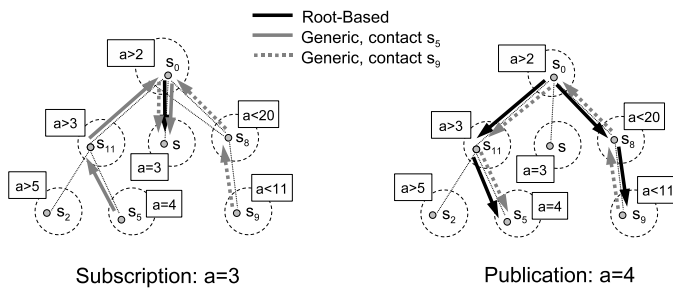 Root-Based
Generic, contact s5
Generic, contact s9
a>2
s0
a>3
s11
a<20
s8
s
a=3
a>5
s2
s5
a=4
a<11
s9
Subscription: a=3
a>2
s0
a>3
s11
a<20
s8
s
a=3
a>5
s2
s5
a=4
a<11
s9
Publication: a=4